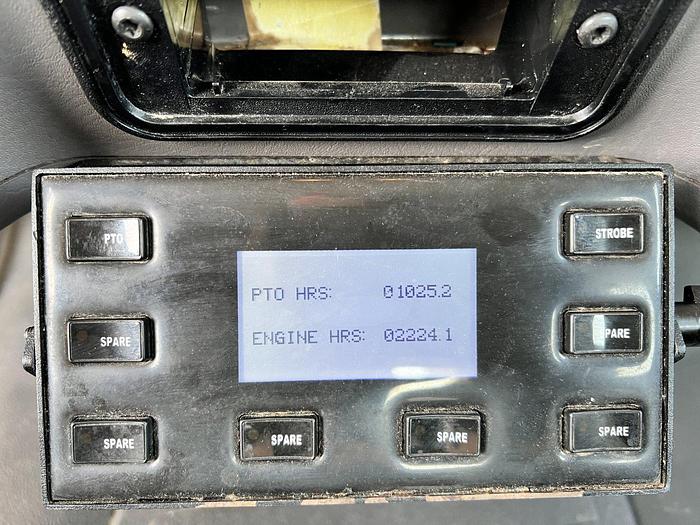 PTO
STROBE
PTO HRS: 01025.2
ENGINE HRS: 02224.1
SPARE
PARE
SPARE
SPARE
SPARE
SPARE